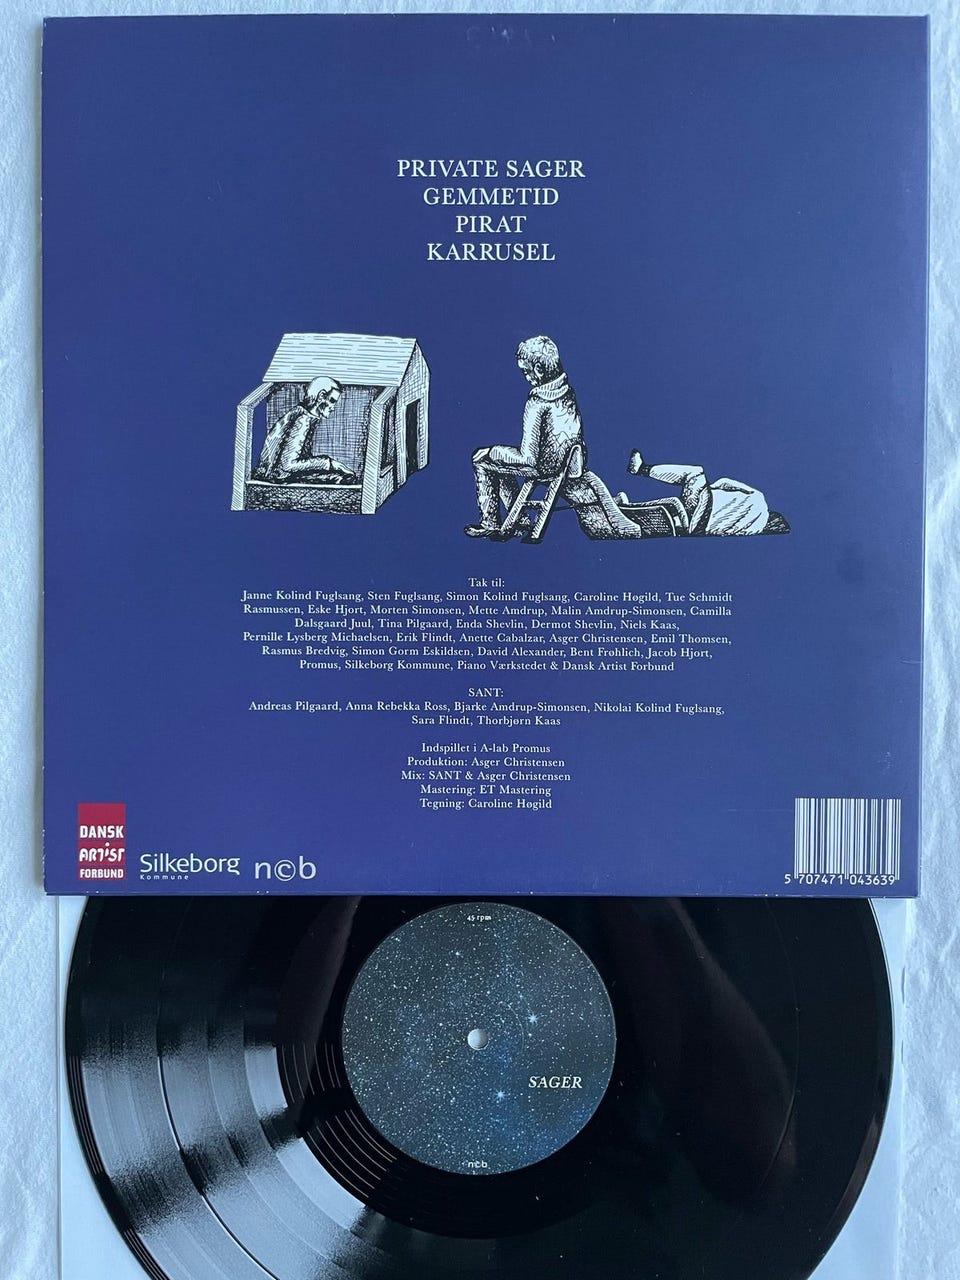 PRIVATE SAGER
GEMMETID
PIRAT
KARRUSEL
Tak til:
Janne Kolind Fuglsang, Sten Fuglsang, Simon Kolind Fuglsang, Caroline Høgild, Tue Schmidt
Rasmussen, Eske Hjort, Morten Simonsen, Mette Amdrup, Malin Amdrup-Simonsen, Camilla
Dalsgaard Juul, Tina Pilgaard, Enda Shevlin, Dermot Shevlin, Niels Kaas,
Pernille Lysberg Michaelsen, Erik Flindt, Anette Cabalzar, Asger Christensen, Emil Thomsen,
Rasmus Bredvig, Simon Gorm Eskildsen, David Alexander, Bent Frøhlich, Jacob Hjort,
Promus, Silkeborg Kommune, Piano Værkstedet & Dansk Artist Forbund
SANT:
Andreas Pilgaard, Anna Rebekka Ross, Bjarke Amdrup-Simonsen, Nikolai Kolind Fuglsang,
Sara Flindt, Thorbjørn Kaas
Indspillet i A-lab Promus
Produktion: Asger Christensen
Mix: SANT & Asger Christensen
Mastering: ET Mastering
Tegning: Caroline Høgild
DANSK
ARTIST
FORBUND
Silkeborg
Kommune
n©b
5 707471 043639
45 rpm
SAGER
n©b